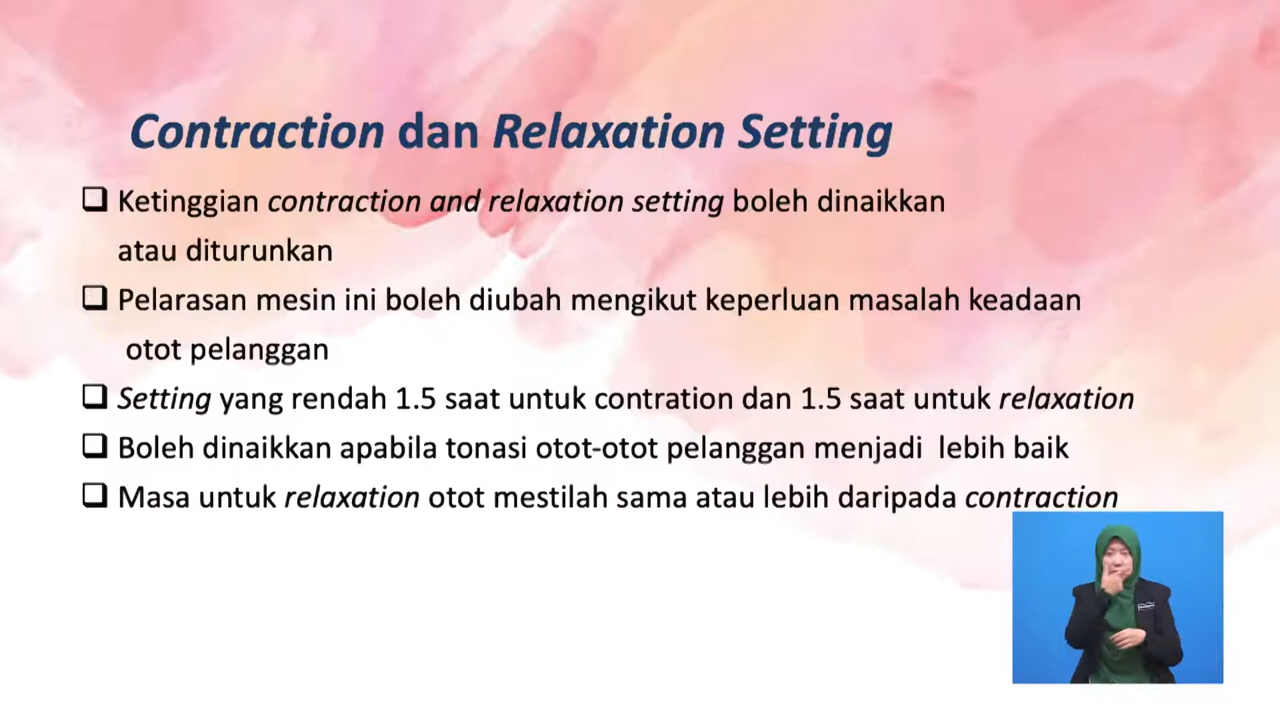 Contraction dan Relaxation Setting
Ketinggian contraction and relaxation setting boleh dinaikkan
atau diturunkan
Pelarasan mesin ini boleh diubah mengikut keperluan masalah keadaan
otot pelanggan
Setting yang rendah 1.5 saat untuk contration dan 1.5 saat untuk relaxation
Boleh dinaikkan apabila tonasi otot-otot pelanggan menjadi lebih baik
Masa untuk relaxation otot mestilah sama atau lebih daripada contraction